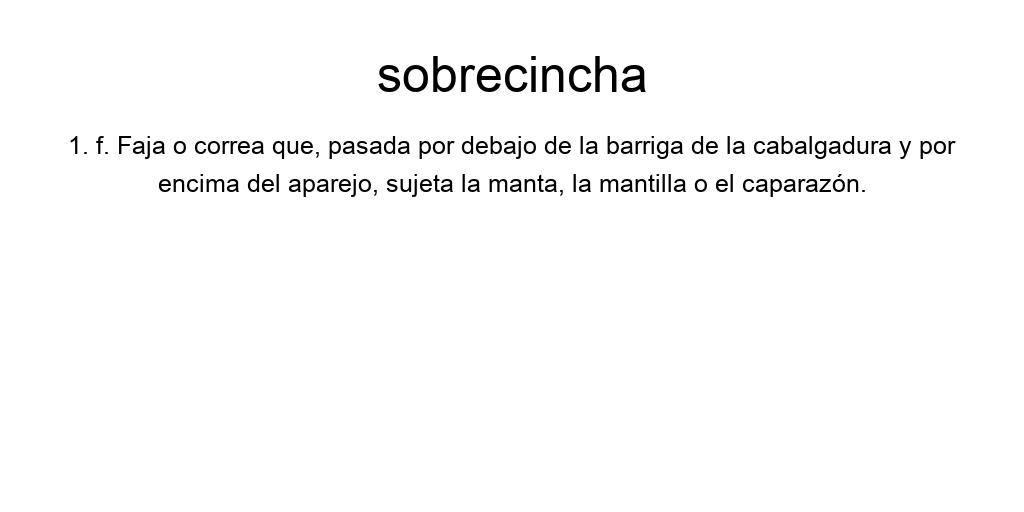 sobrecincha
1. f. Faja o correa que, pasada por debajo de la barriga de la cabalgadura y por
encima del aparejo, sujeta la manta, la mantilla o el caparazón.